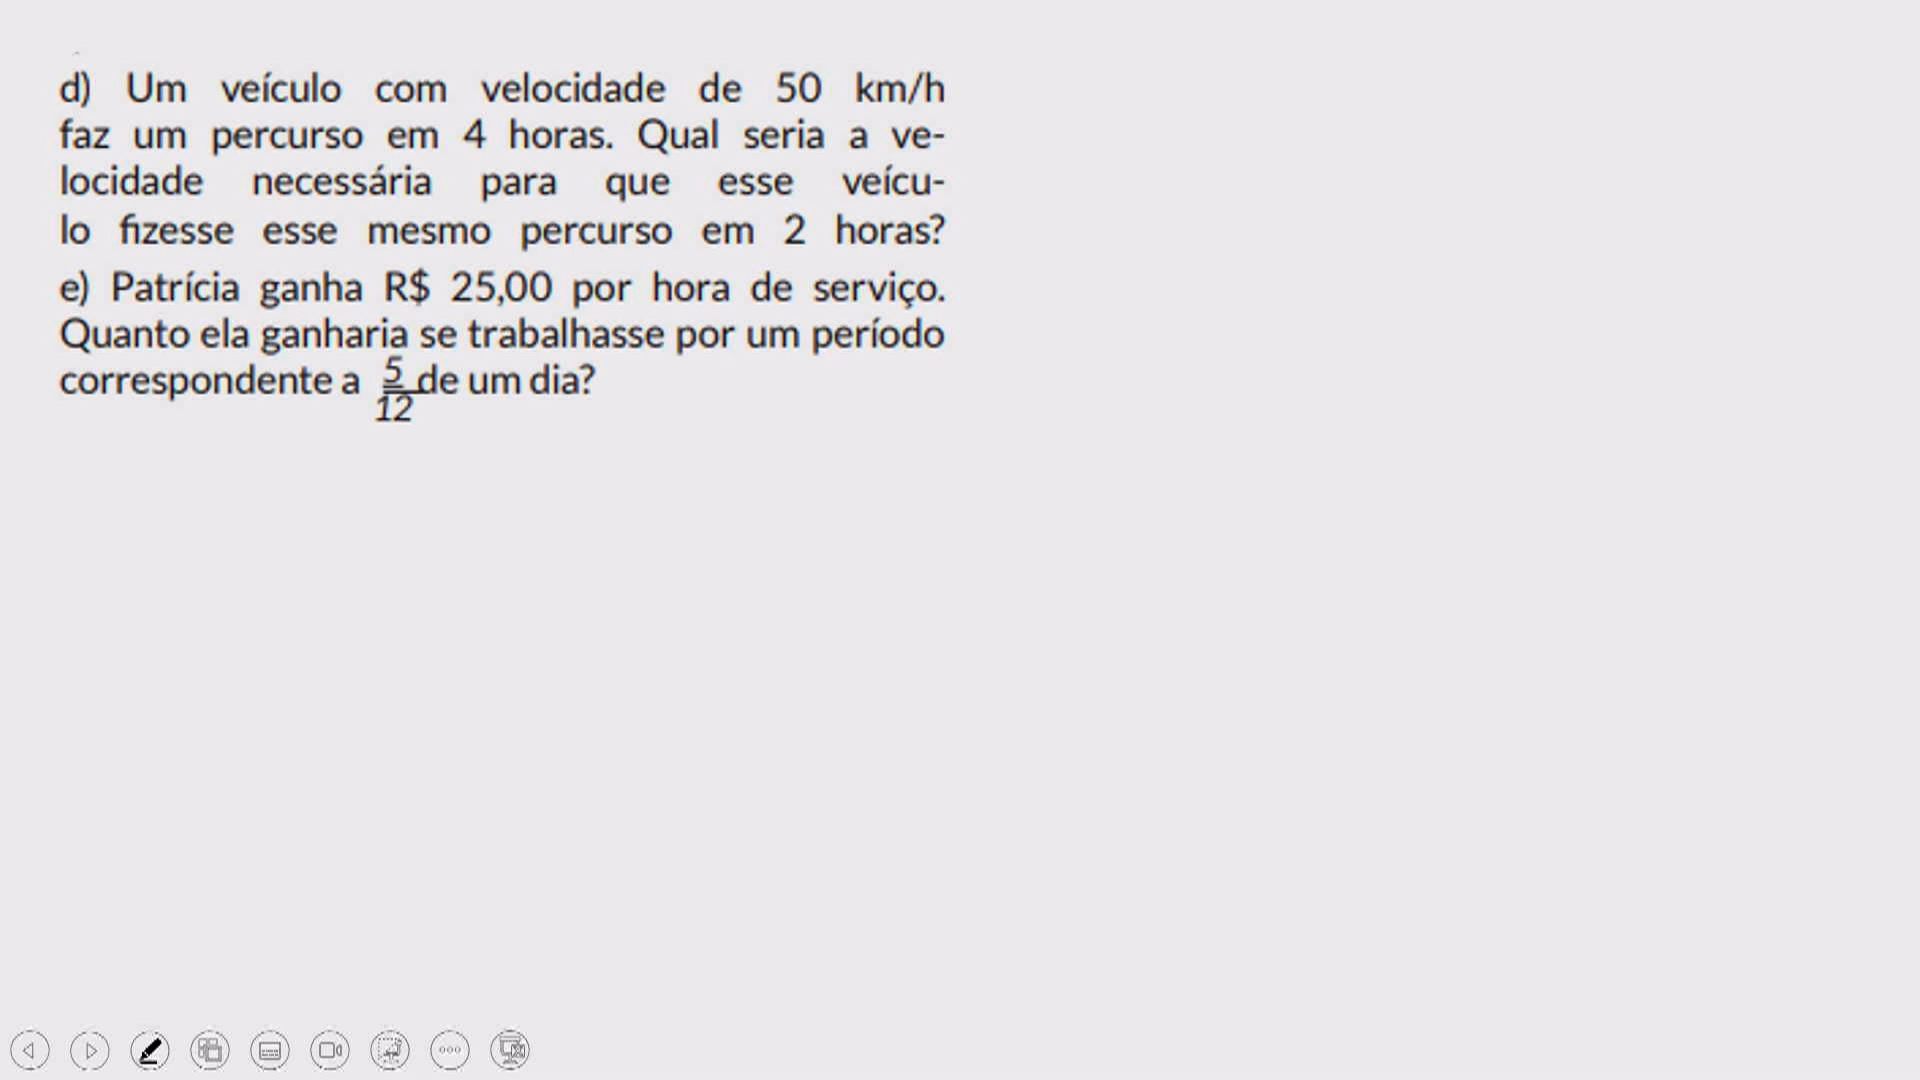 d) Um veículo com velocidade de 50 km/h
faz um percurso em 4 horas. Qual seria a ve-
locidade necessária para que esse veícu-
lo fizesse esse mesmo percurso em 2 horas?
e) Patrícia ganha R$ 25,00 por hora de serviço.
Quanto ela ganharia se trabalhasse por um período
correspondente a 5/12 de um dia?